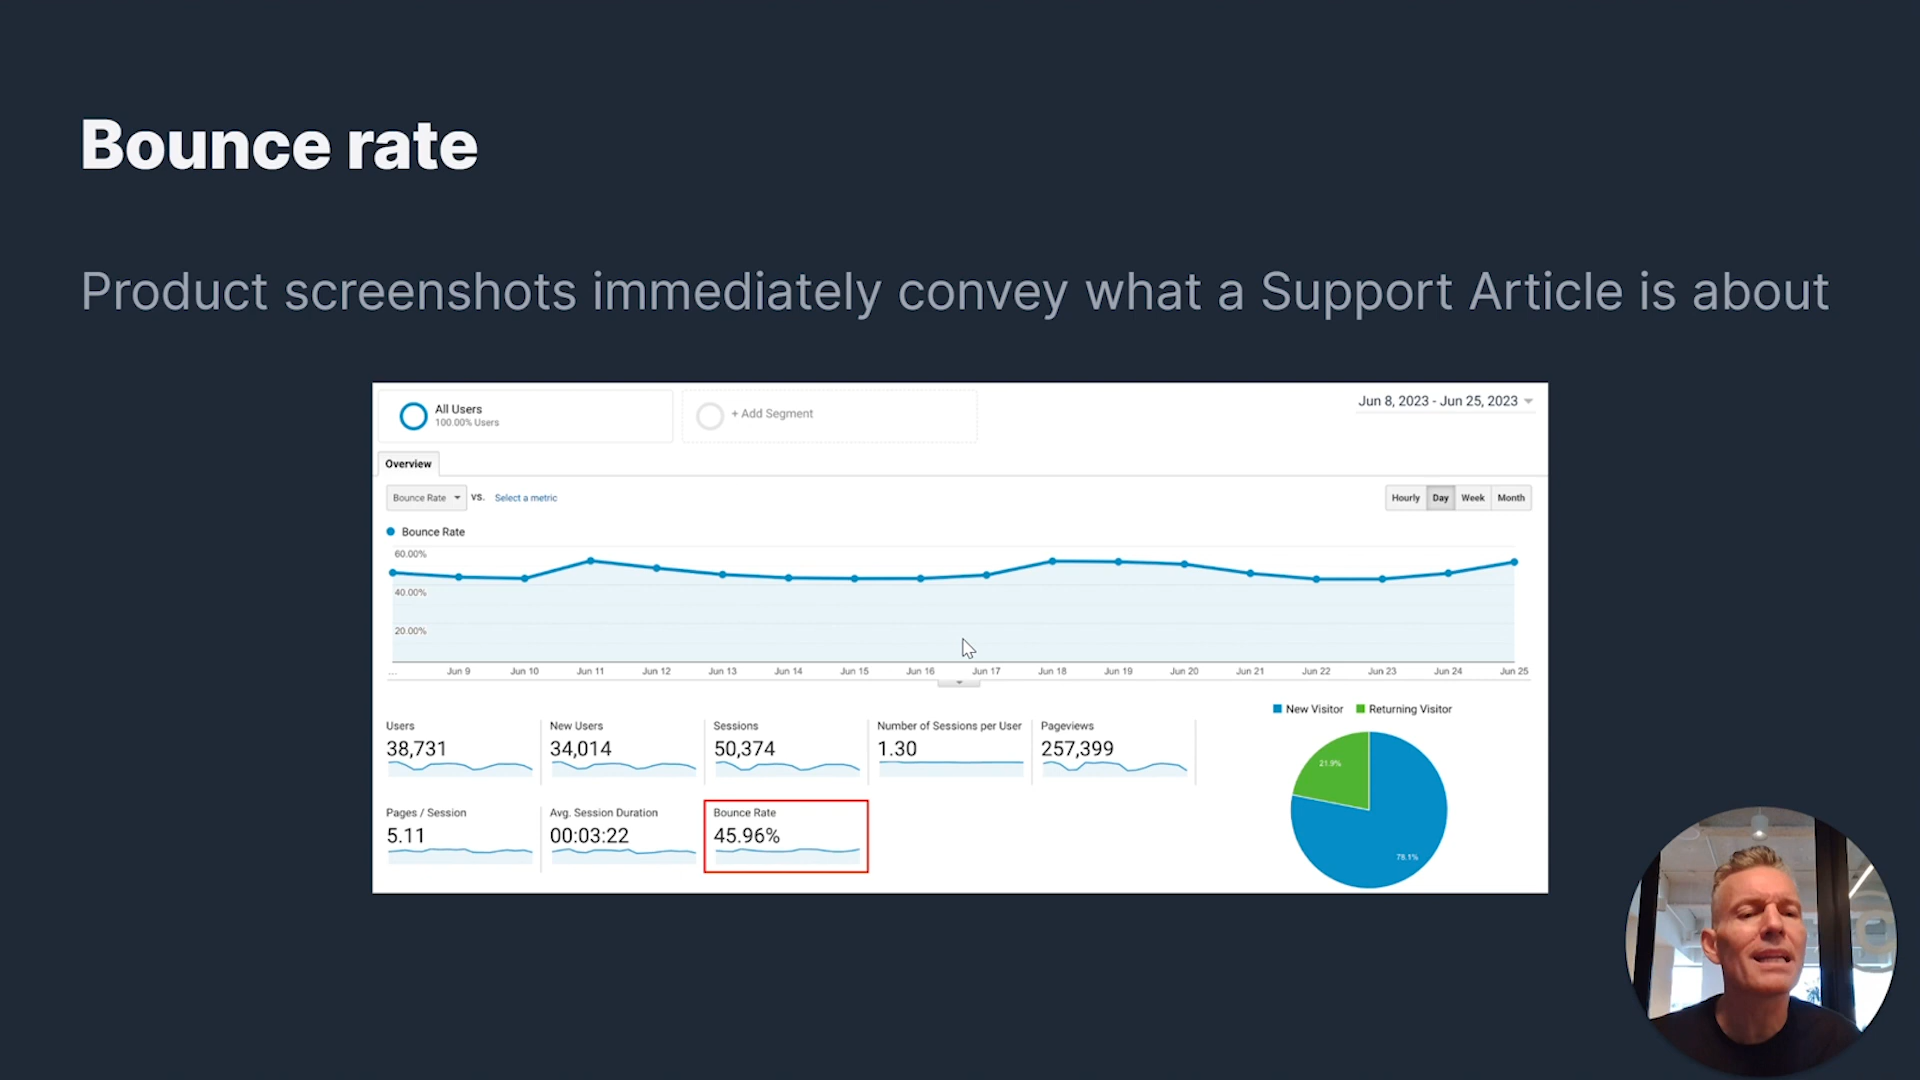 Bounce rate
Product screenshots immediately convey what a Support Article is about
All Users
100.00% Users
+ Add Segment
Jun 8, 2023 - Jun 25, 2023
Overview
Bounce Rate
vs.
Select a metric
Hourly
Day
Week
Month
Bounce Rate
60.00%
40.00%
20.00%
...
Jun 9
Jun 10
Jun 11
Jun 12
Jun 13
Jun 14
Jun 15
Jun 16
Jun 17
Jun 18
Jun 19
Jun 20
Jun 21
Jun 22
Jun 23
Jun 24
Jun 25
Users
38,731
New Users
34,014
Sessions
50,374
Number of Sessions per User
1.30
Pageviews
257,399
Pages / Session
5.11
Avg. Session Duration
00:03:22
Bounce Rate
45.96%
New Visitor
Returning Visitor
21.9%
78.1%